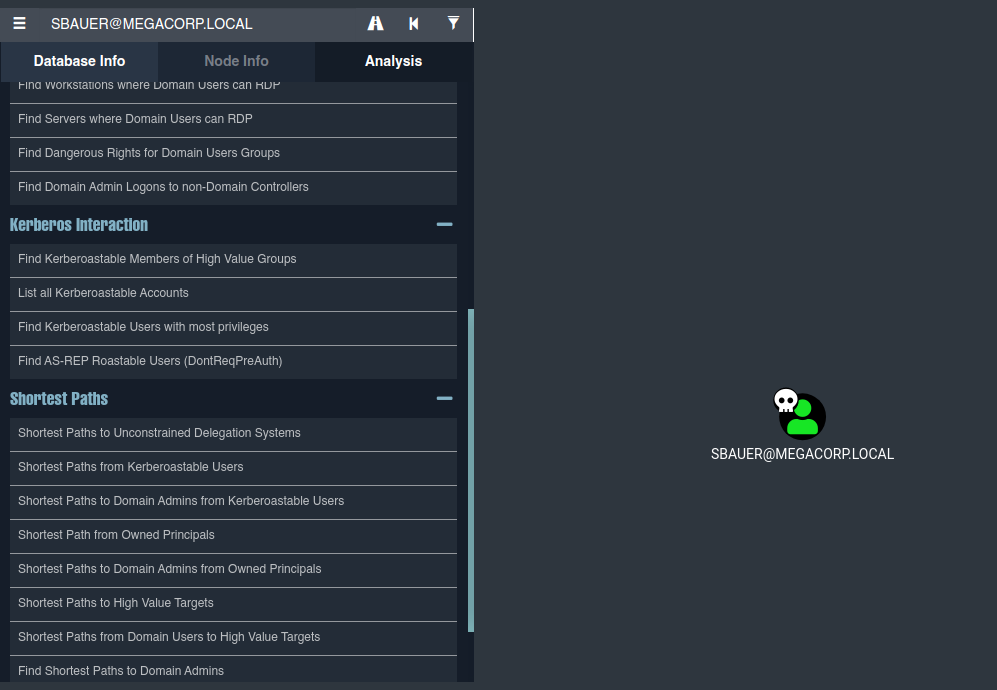 SBAUER@MEGACORP.LOCAL
Database Info
Node Info
Analysis
Find Workstations where Domain Users can RDP
Find Servers where Domain Users can RDP
Find Dangerous Rights for Domain Users Groups
Find Domain Admin Logons to non-Domain Controllers
Kerberos Interaction
Find Kerberoastable Members of High Value Groups
List all Kerberoastable Accounts
Find Kerberoastable Users with most privileges
Find AS-REP Roastable Users (DontReqPreAuth)
Shortest Paths
Shortest Paths to Unconstrained Delegation Systems
Shortest Paths from Kerberoastable Users
Shortest Paths to Domain Admins from Kerberoastable Users
Shortest Path from Owned Principals
Shortest Paths to Domain Admins from Owned Principals
Shortest Paths to High Value Targets
Shortest Paths from Domain Users to High Value Targets
Find Shortest Paths to Domain Admins
SBAUER@MEGACORP.LOCAL